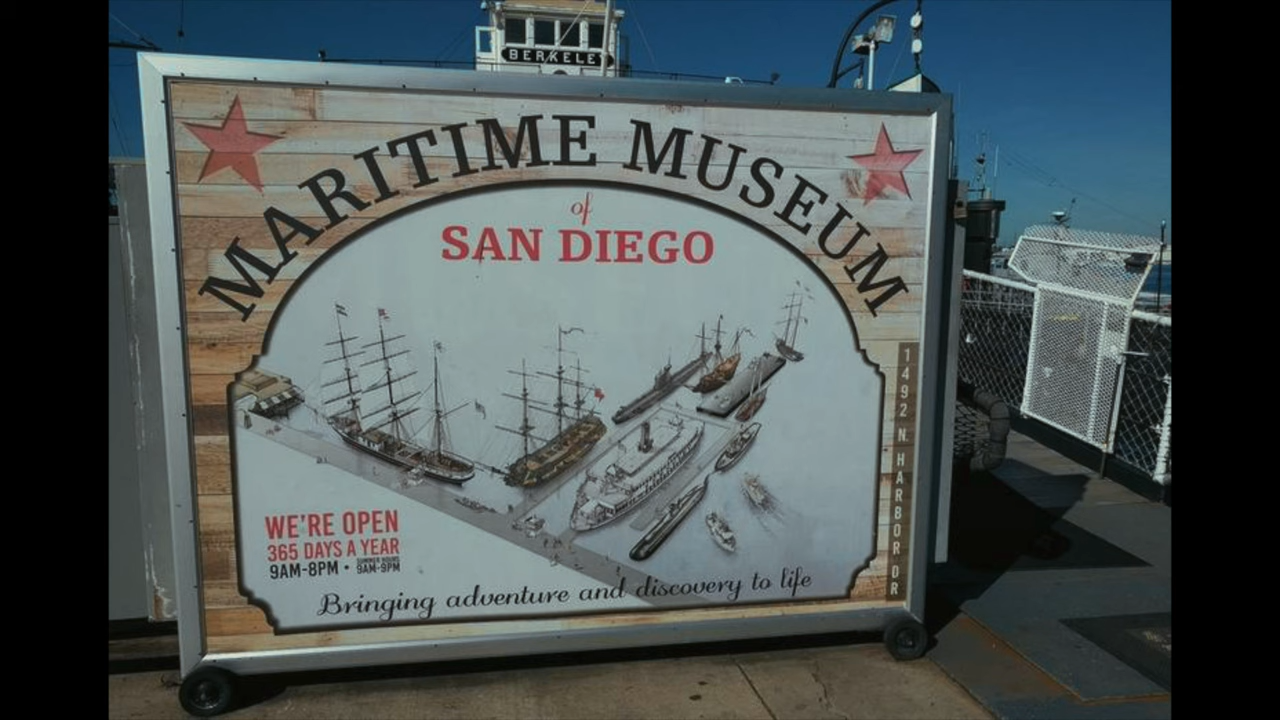 BERKELE
MARITIME MUSEUM
of
SAN DIEGO
1492 N. HARBOR DR
WE'RE OPEN
365 DAYS A YEAR
9AM-8PM • SUMMER HOURS 9AM-9PM
Bringing adventure and discovery to life